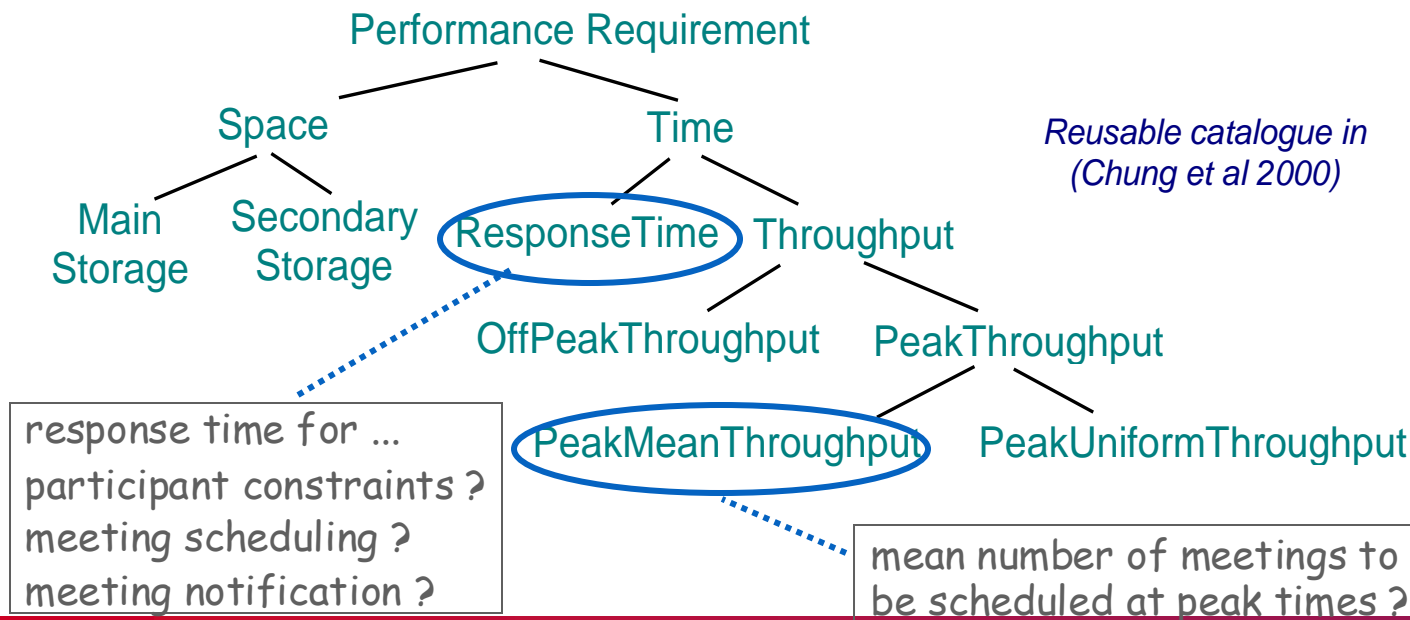 Performance Requirement
Space
Time
Reusable catalogue in
(Chung et al 2000)
Main
Storage
Secondary
Storage
ResponseTime
Throughput
OffPeakThroughput
PeakThroughput
PeakMeanThroughput
PeakUniformThroughput
response time for ...
participant constraints ?
meeting scheduling ?
meeting notification ?
mean number of meetings to
be scheduled at peak times ?